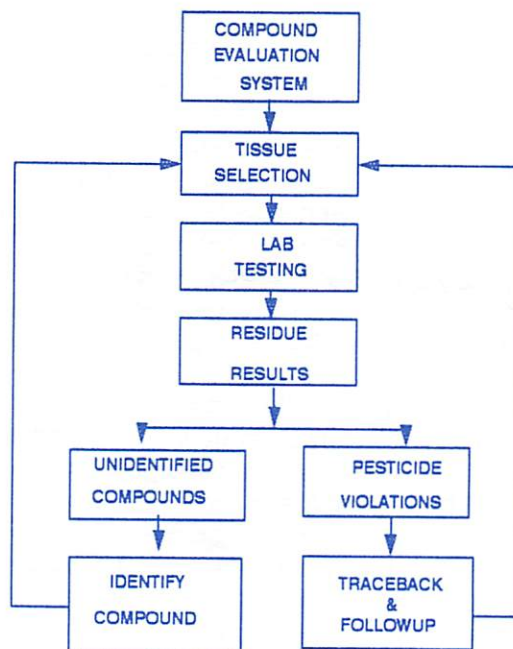 COMPOUND
EVALUATION
SYSTEM
TISSUE
SELECTION
LAB
TESTING
RESIDUE
RESULTS
UNIDENTIFIED
COMPOUNDS
PESTICIDE
VIOLATIONS
IDENTIFY
COMPOUND
TRACEBACK
&
FOLLOWUP